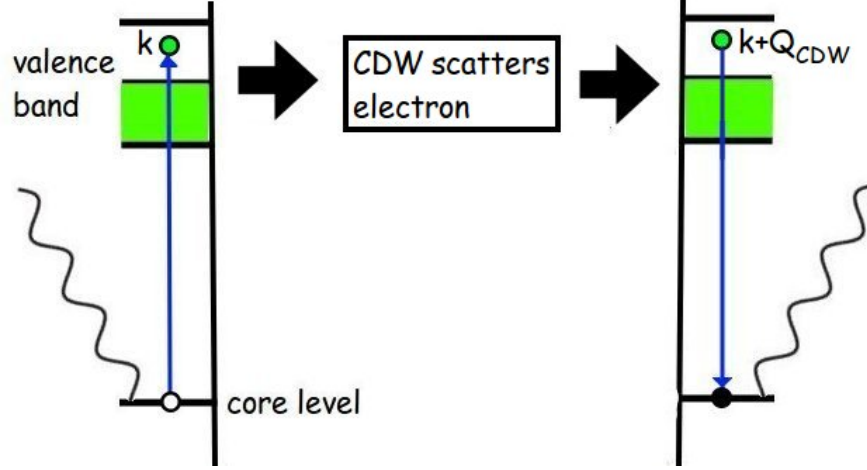 k
valence
band
CDW scatters
electron
k+QCDW
core level